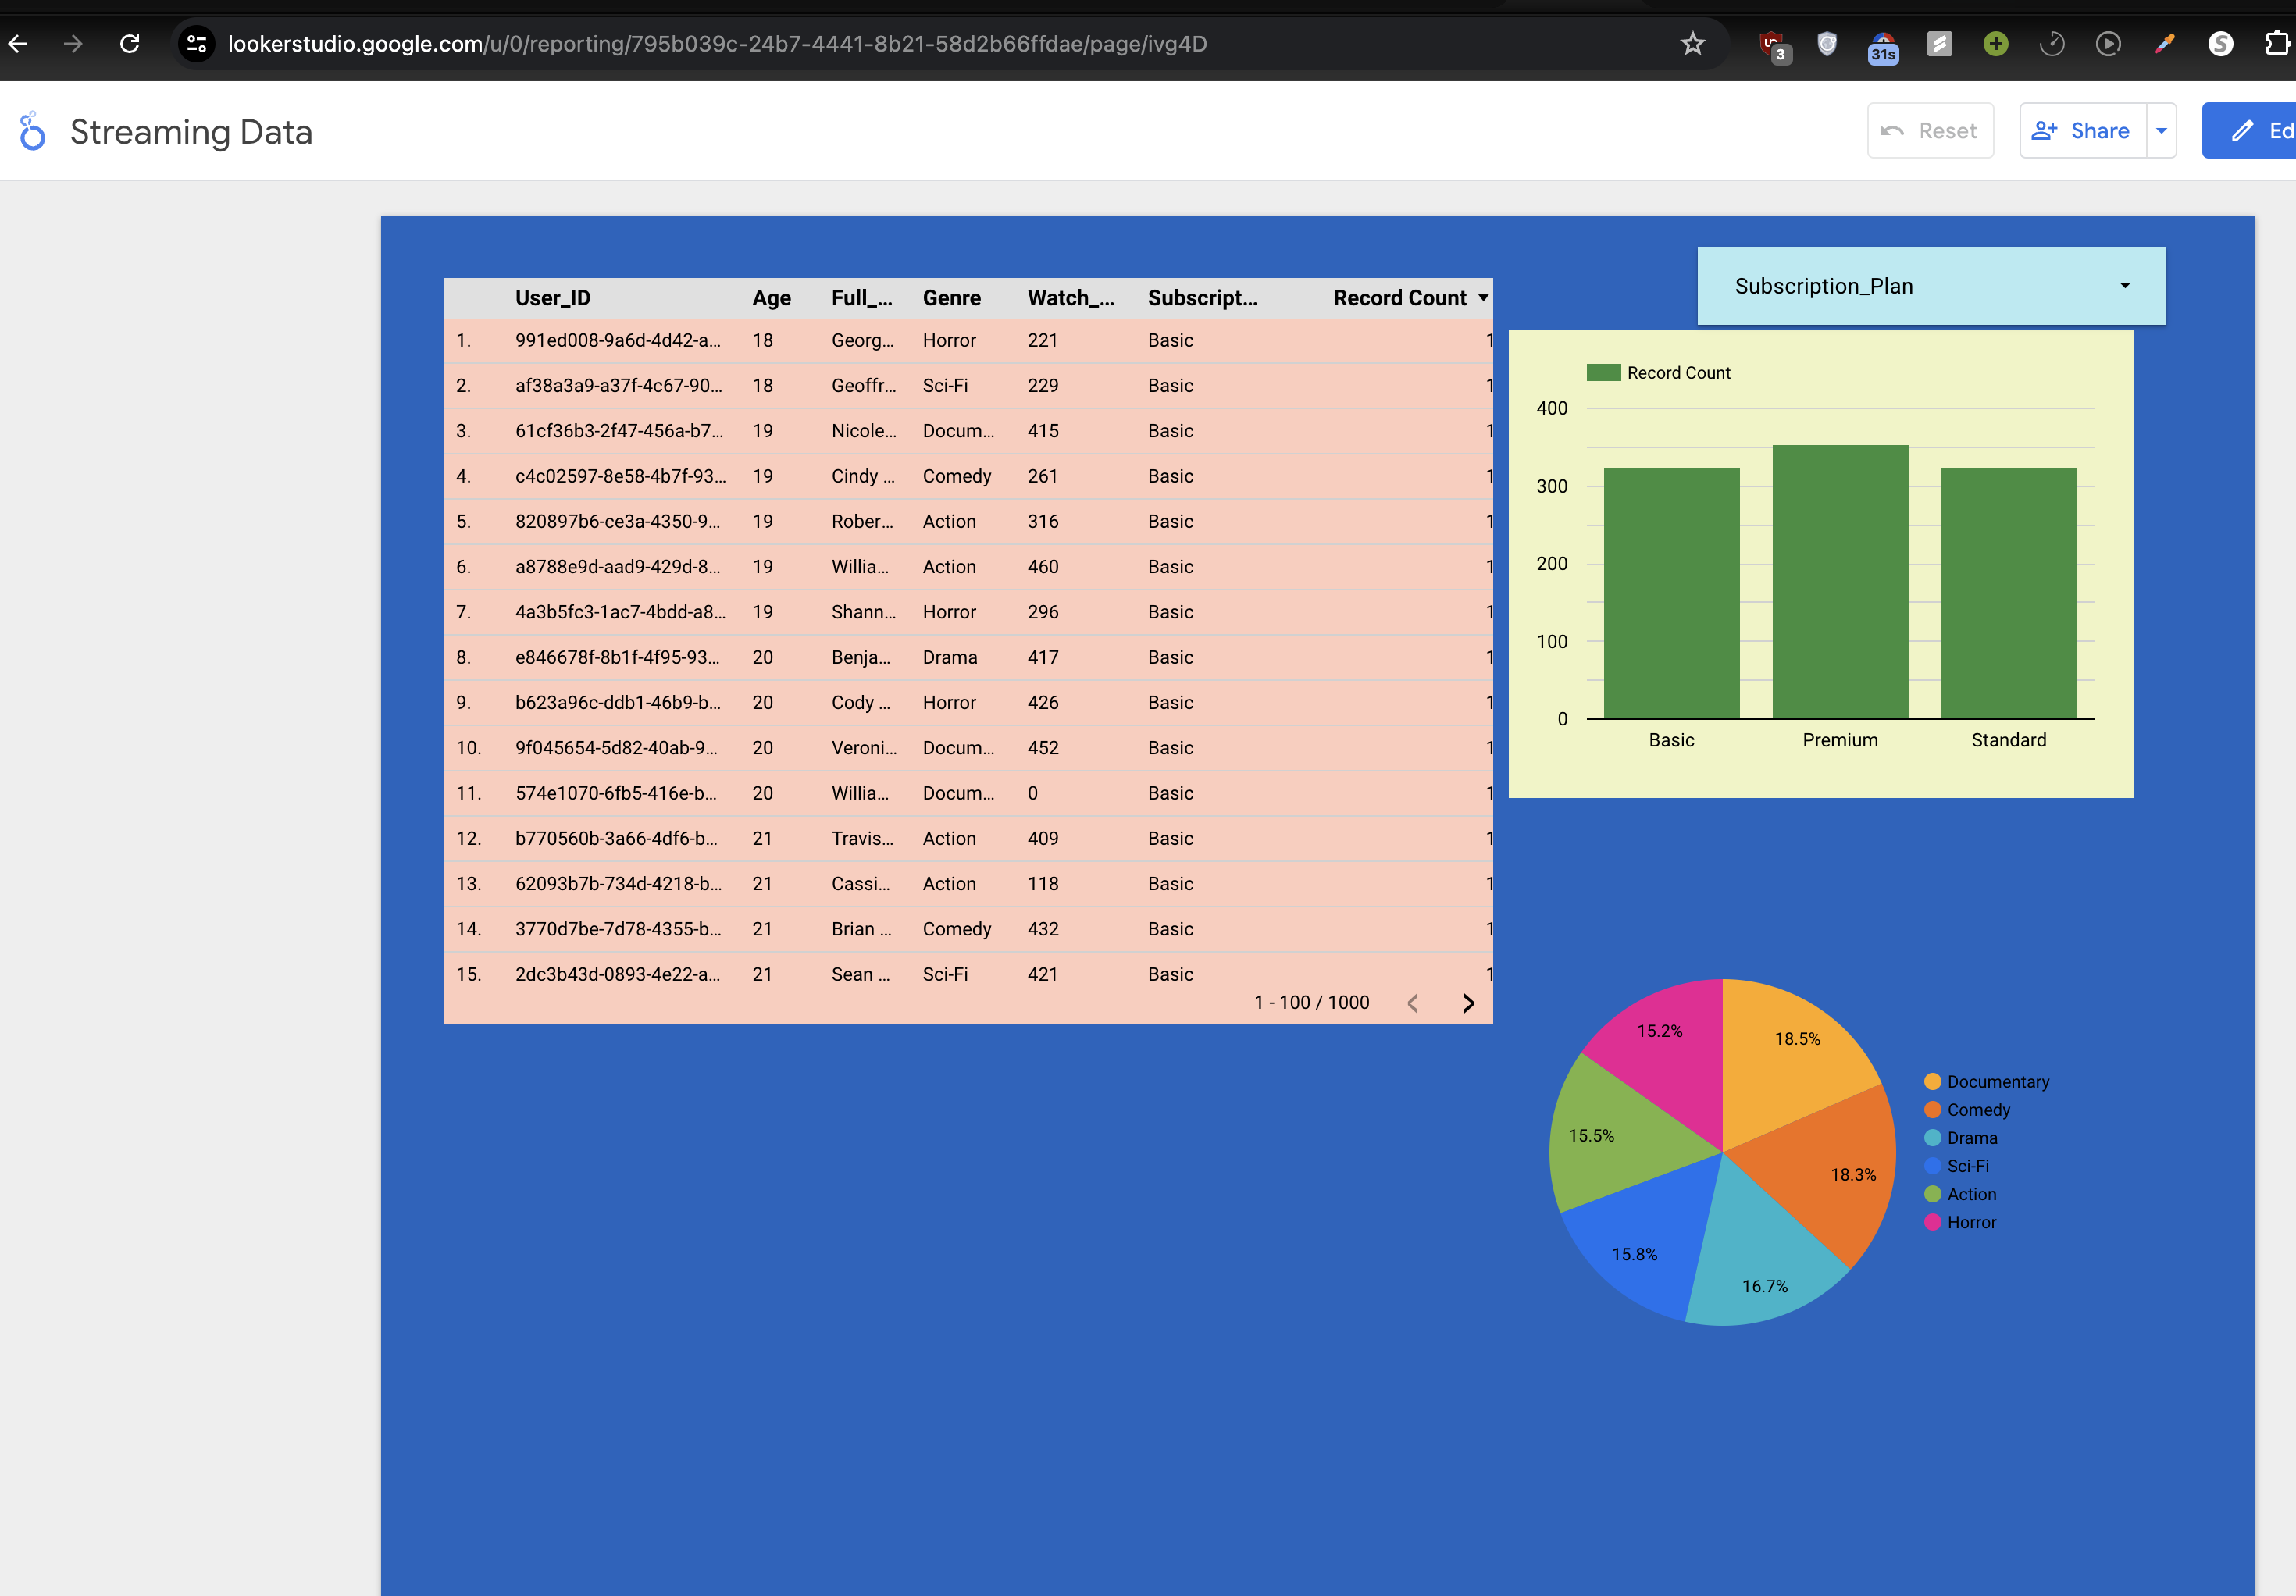 lookerstudio.google.com/u/0/reporting/795b039c-24b7-4441-8b21-58d2b66ffdae/page/ivg4D
3
31s
Streaming Data
Reset
Share
Ed
User_ID Age Full_... Genre Watch_... Subscript... Record Count
1. 991ed008-9a6d-4d42-a... 18 Georg... Horror 221 Basic 1
2. af38a3a9-a37f-4c67-90... 18 Geoffr... Sci-Fi 229 Basic 1
3. 61cf36b3-2f47-456a-b7... 19 Nicole... Docum... 415 Basic 1
4. c4c02597-8e58-4b7f-93... 19 Cindy ... Comedy 261 Basic 1
5. 820897b6-ce3a-4350-9... 19 Rober... Action 316 Basic 1
6. a8788e9d-aad9-429d-8... 19 Willia... Action 460 Basic 1
7. 4a3b5fc3-1ac7-4bdd-a8... 19 Shann... Horror 296 Basic 1
8. e846678f-8b1f-4f95-93... 20 Benja... Drama 417 Basic 1
9. b623a96c-ddb1-46b9-b... 20 Cody ... Horror 426 Basic 1
10. 9f045654-5d82-40ab-9... 20 Veroni... Docum... 452 Basic 1
11. 574e1070-6fb5-416e-b... 20 Willia... Docum... 0 Basic 1
12. b770560b-3a66-4df6-b... 21 Travis... Action 409 Basic 1
13. 62093b7b-734d-4218-b... 21 Cassi... Action 118 Basic 1
14. 3770d7be-7d78-4355-b... 21 Brian ... Comedy 432 Basic 1
15. 2dc3b43d-0893-4e22-a... 21 Sean ... Sci-Fi 421 Basic 1
1 - 100 / 1000
Subscription_Plan
Record Count
400
300
200
100
0
Basic Premium Standard
15.2%
18.5%
15.5%
18.3%
15.8%
16.7%
Documentary
Comedy
Drama
Sci-Fi
Action
Horror